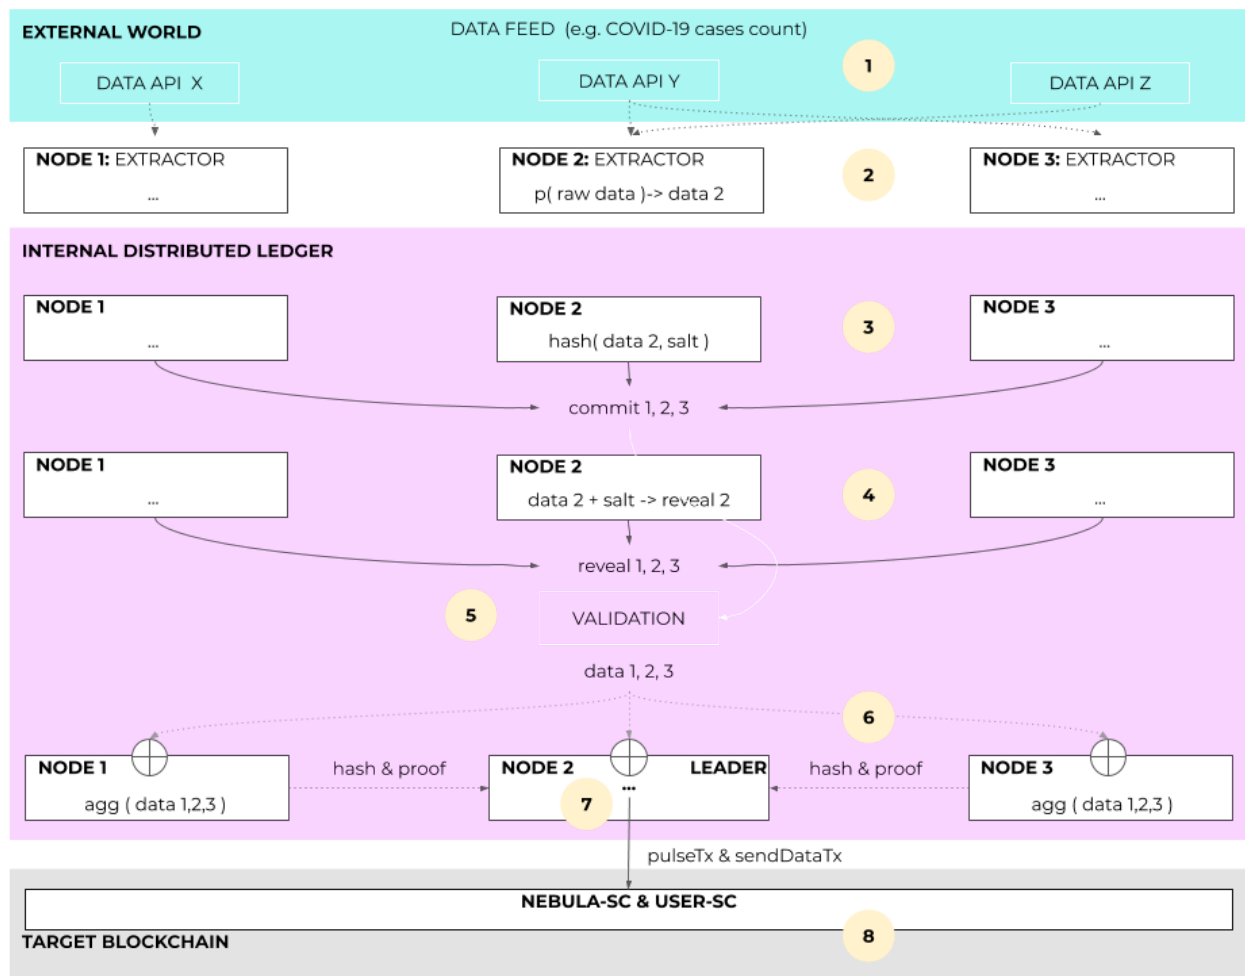 EXTERNAL WORLD
DATA FEED (e.g. COVID-19 cases count)
1
DATA API X
DATA API Y
DATA API Z
NODE 1: EXTRACTOR
...
NODE 2: EXTRACTOR
p( raw data )-> data 2
2
NODE 3: EXTRACTOR
...
INTERNAL DISTRIBUTED LEDGER
NODE 1
...
NODE 2
hash( data 2, salt )
3
NODE 3
...
commit 1, 2, 3
NODE 1
...
NODE 2
data 2 + salt -> reveal 2
4
NODE 3
...
reveal 1, 2, 3
5
VALIDATION
data 1, 2, 3
6
NODE 1
agg ( data 1,2,3 )
hash & proof
NODE 2
LEADER
...
7
hash & proof
NODE 3
agg ( data 1,2,3 )
pulseTx & sendDataTx
NEBULA-SC & USER-SC
8
TARGET BLOCKCHAIN